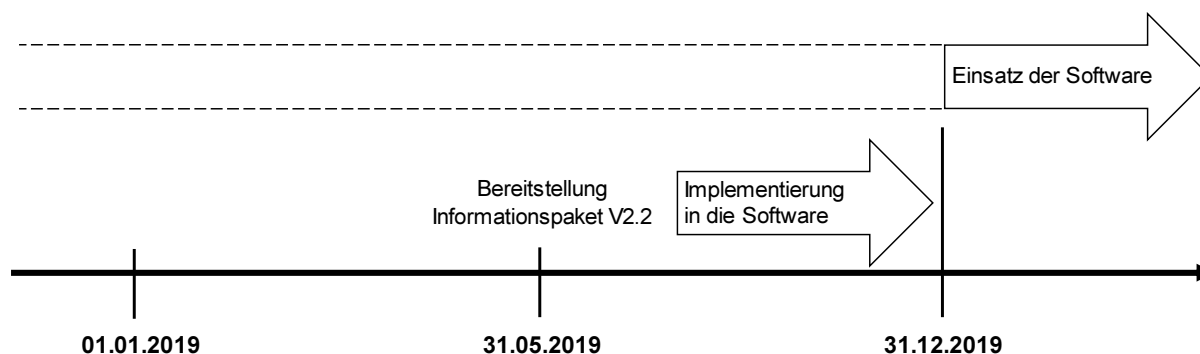 Einsatz der Software
Bereitstellung
Informationspaket V2.2
Implementierung
in die Software
01.01.2019
31.05.2019
31.12.2019